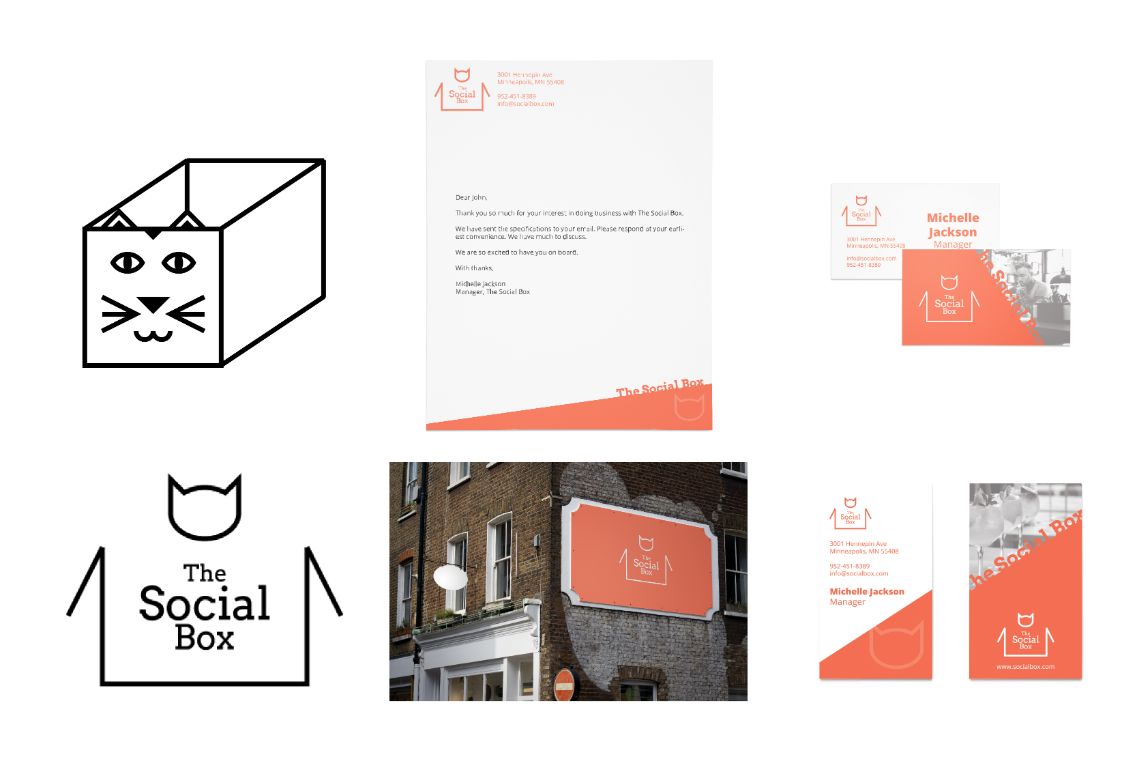 3001 Hennepin Ave
Minneapolis, MN 55408
952-451-8389
info@socialbox.com
The
Social
Box
Dear John,
Thank you so much for your interest in doing business with The Social Box.
We have sent the specifications to your email. Please respond at your earli-
est convenience. We have much to discuss.
We are so excited to have you on board.
With thanks,
Michelle Jackson
Manager, The Social Box
The Social Box
The
Social
Box
3001 Hennepin Ave
Minneapolis, MN 55408
info@socialbox.com
952-451-8389
Michelle
Jackson
Manager
The
Social
Box
The Social Box
The
Social
Box
The
Social
Box
The
Social
Box
3001 Hennepin Ave
Minneapolis, MN 55408
952-451-8389
info@socialbox.com
Michelle Jackson
Manager
The Social Box
The
Social
Box
www.socialbox.com